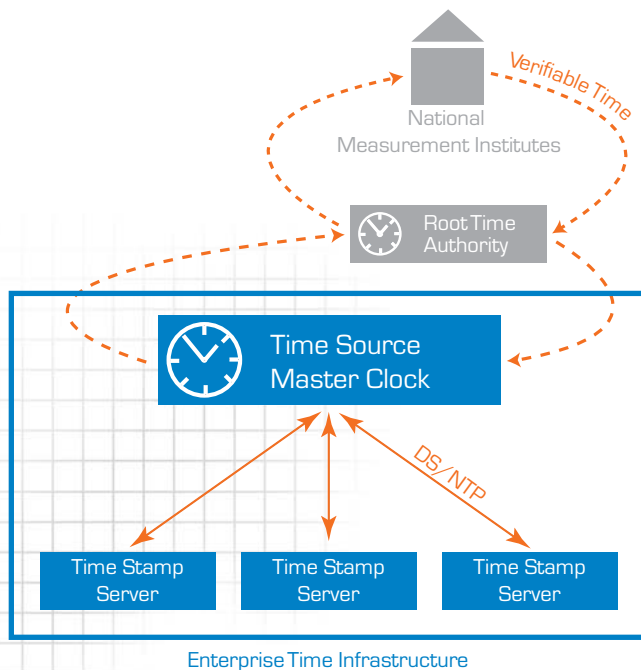 Verifiable Time
National
Measurement Institutes
Root Time
Authority
Time Source
Master Clock
DS/NTP
Time Stamp
Server
Time Stamp
Server
Time Stamp
Server
Enterprise Time Infrastructure